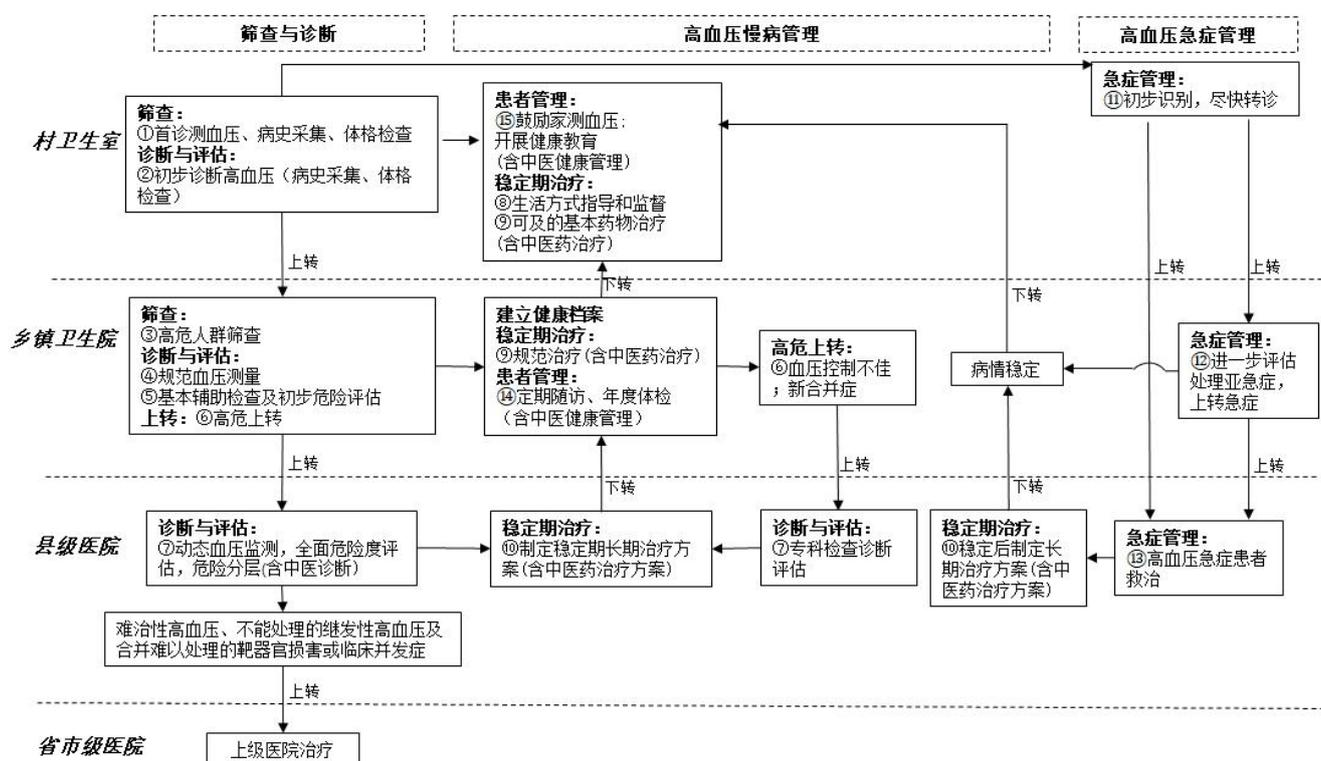 筛查与诊断
高血压慢病管理
高血压急症管理
村卫生室
筛查：
①首诊测血压、病史采集、体格检查
诊断与评估：
②初步诊断高血压（病史采集、体格
检查）
患者管理：
⑮鼓励家测血压；
开展健康教育
(含中医健康管理)
稳定期治疗：
⑧生活方式指导和监督
⑨可及的基本药物治疗
(含中医药治疗)
急症管理：
⑪初步识别，尽快转诊
上转
下转
下转
上转
上转
乡镇卫生院
筛查：
③高危人群筛查
诊断与评估：
④规范血压测量
⑤基本辅助检查及初步危险评估
上转：⑥高危上转
建立健康档案
稳定期治疗：
⑨规范治疗(含中医药治疗)
患者管理：
⑭定期随访、年度体检
(含中医健康管理)
高危上转：
⑥血压控制不佳
；新合并症
病情稳定
急症管理：
⑫进一步评估
处理亚急症，
上转急症
上转
下转
上转
下转
上转
县级医院
诊断与评估：
⑦动态血压监测，全面危险度评
估，危险分层(含中医诊断)
稳定期治疗：
⑩制定稳定期长期治疗方
案(含中医药治疗方案)
诊断与评估：
⑦专科检查诊断
评估
稳定期治疗：
⑩稳定后制定长
期治疗方案(含中
医药治疗方案)
急症管理：
⑬高血压急症患者
救治
难治性高血压、不能处理的继发性高血压及
合并难以处理的靶器官损害或临床并发症
上转
省市级医院
上级医院治疗